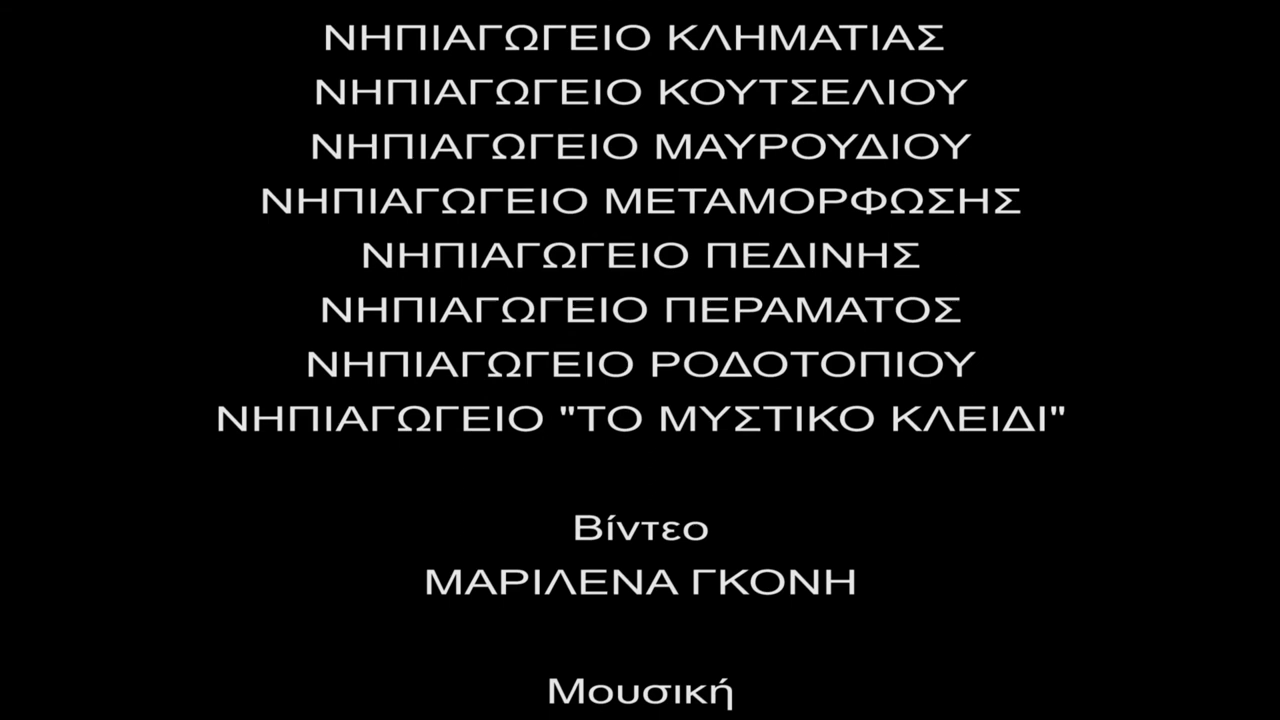 ΝΗΠΙΑΓΩΓΕΙΟ ΚΛΗΜΑΤΙΑΣ
ΝΗΠΙΑΓΩΓΕΙΟ ΚΟΥΤΣΕΛΙΟΥ
ΝΗΠΙΑΓΩΓΕΙΟ ΜΑΥΡΟΥΔΙΟΥ
ΝΗΠΙΑΓΩΓΕΙΟ ΜΕΤΑΜΟΡΦΩΣΗΣ
ΝΗΠΙΑΓΩΓΕΙΟ ΠΕΔΙΝΗΣ
ΝΗΠΙΑΓΩΓΕΙΟ ΠΕΡΑΜΑΤΟΣ
ΝΗΠΙΑΓΩΓΕΙΟ ΡΟΔΟΤΟΠΙΟΥ
ΝΗΠΙΑΓΩΓΕΙΟ "ΤΟ ΜΥΣΤΙΚΟ ΚΛΕΙΔΙ"
Βίντεο
ΜΑΡΙΛΕΝΑ ΓΚΟΝΗ
Μουσική